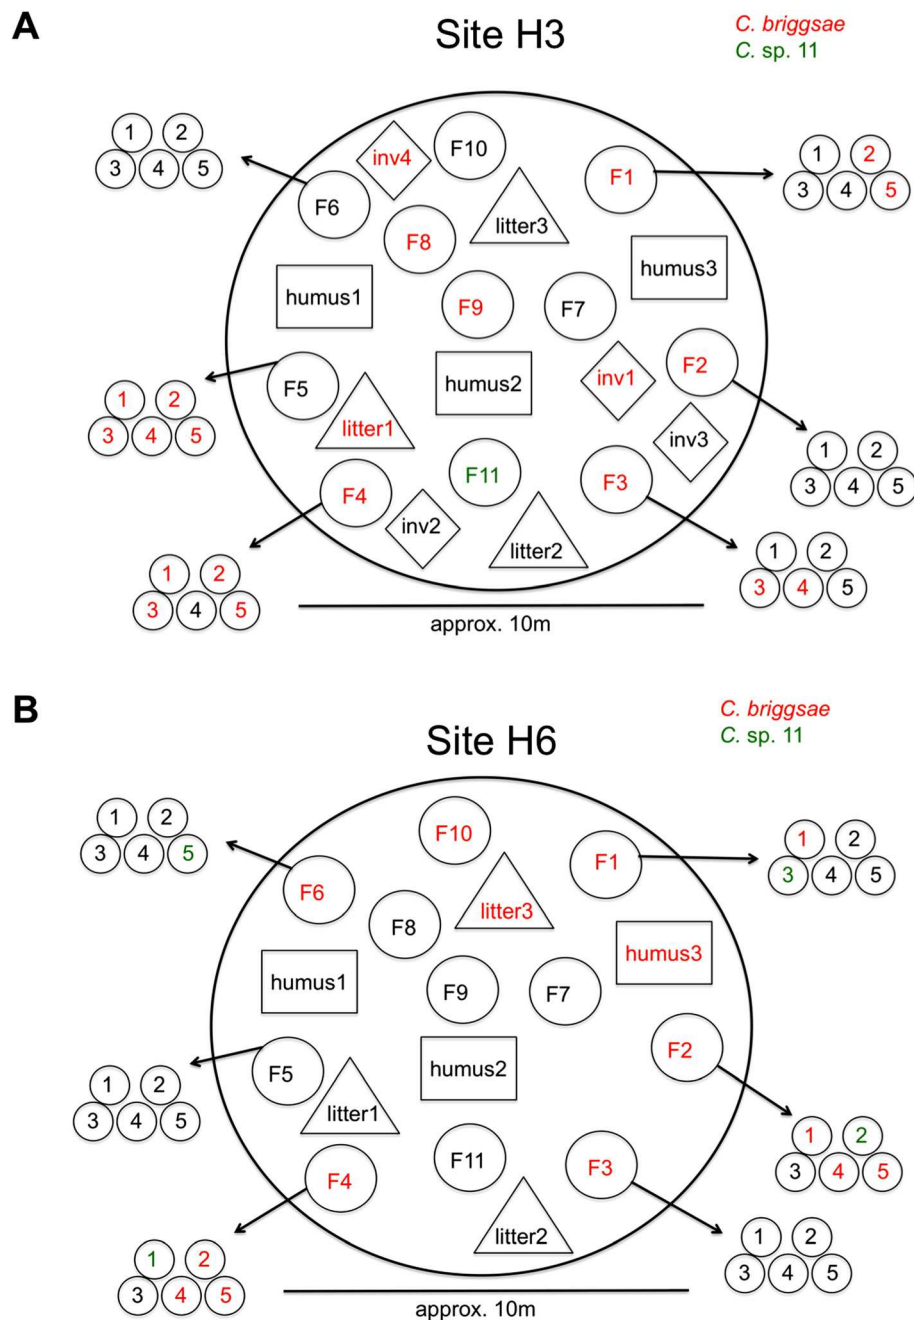 A
Site H3
C. briggsae
C. sp. 11
1 2
3 4 5
inv4
F10
F1
1 2
3 4 5
F6
F8
litter3
humus1
F9
F7
humus3
F5
humus2
inv1
F2
1 2
3 4 5
litter1
inv3
F4
F11
F3
1 2
3 4 5
inv2
litter2
1 2
3 4 5
1 2
3 4 5
approx. 10m
B
Site H6
C. briggsae
C. sp. 11
1 2
3 4 5
F10
F1
1 2
3 4 5
F6
F8
litter3
humus1
F9
F7
humus3
F5
humus2
F2
1 2
3 4 5
litter1
1 2
3 4 5
F4
F11
F3
litter2
1 2
3 4 5
1 2
3 4 5
approx. 10m